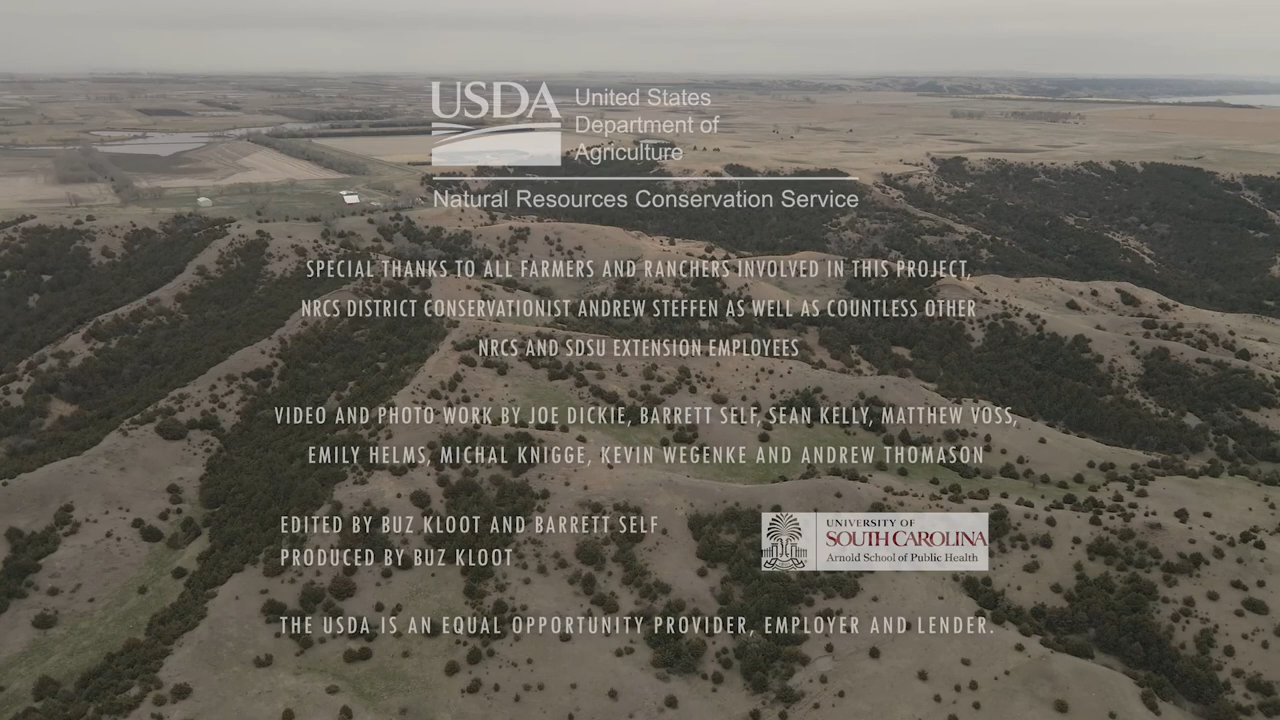 USDA
United States
Department of
Agriculture
Natural Resources Conservation Service
SPECIAL THANKS TO ALL FARMERS AND RANCHERS INVOLVED IN THIS PROJECT,
NRCS DISTRICT CONSERVATIONIST ANDREW STEFFEN AS WELL AS COUNTLESS OTHER
NRCS AND SDSU EXTENSION EMPLOYEES
VIDEO AND PHOTO WORK BY JOE DICKIE, BARRETT SELF, SEAN KELLY, MATTHEW VOSS,
EMILY HELMS, MICHAL KNIGGE, KEVIN WEGENKE AND ANDREW THOMASON
EDITED BY BUZ KLOOT AND BARRETT SELF
PRODUCED BY BUZ KLOOT
UNIVERSITY OF
SOUTH CAROLINA
Arnold School of Public Health
THE USDA IS AN EQUAL OPPORTUNITY PROVIDER, EMPLOYER AND LENDER.